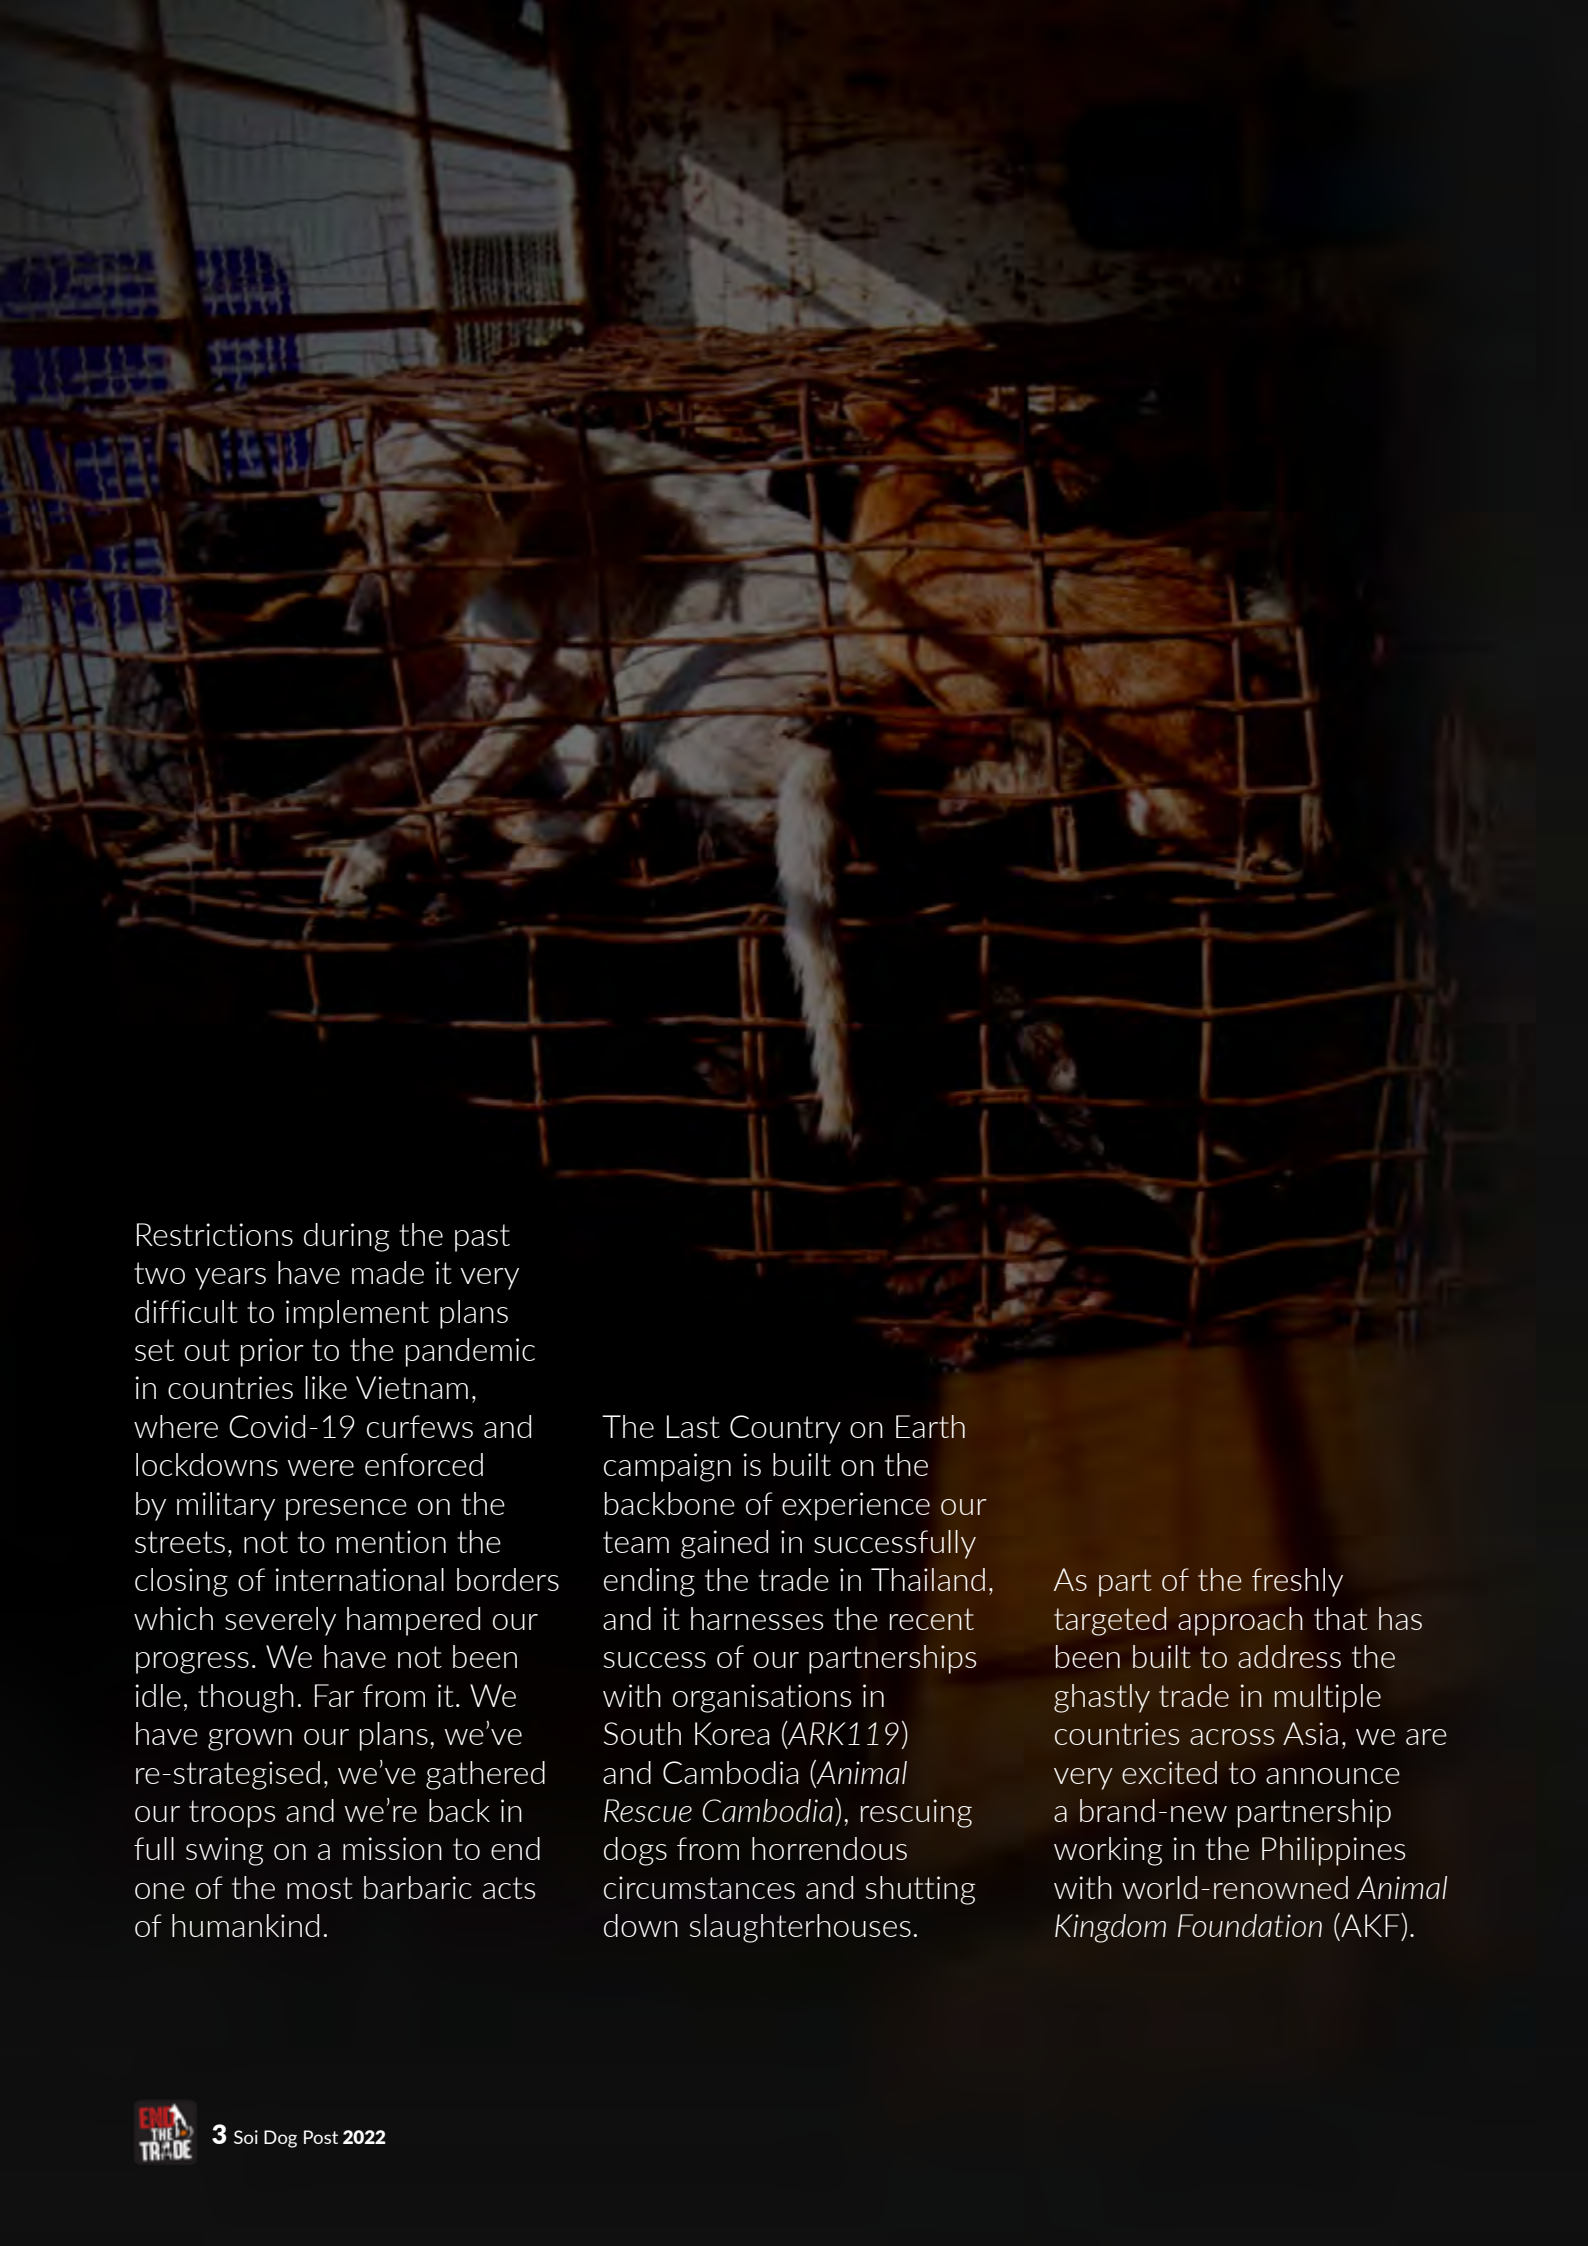 Restrictions during the past
two years have made it very
difficult to implement plans
set out prior to the pandemic
in countries like Vietnam,
where Covid-19 curfews and
lockdowns were enforced
by military presence on the
streets, not to mention the
closing of international borders
which severely hampered our
progress. We have not been
idle, though. Far from it. We
have grown our plans, we’ve
re-strategised, we’ve gathered
our troops and we’re back in
full swing on a mission to end
one of the most barbaric acts
of humankind.
The Last Country on Earth
campaign is built on the
backbone of experience our
team gained in successfully
ending the trade in Thailand,
and it harnesses the recent
success of our partnerships
with organisations in
South Korea (ARK119)
and Cambodia (Animal
Rescue Cambodia), rescuing
dogs from horrendous
circumstances and shutting
down slaughterhouses.
As part of the freshly
targeted approach that has
been built to address the
ghastly trade in multiple
countries across Asia, we are
very excited to announce
a brand-new partnership
working in the Philippines
with world-renowned Animal
Kingdom Foundation (AKF).
END
THE
TRADE
3 Soi Dog Post 2022